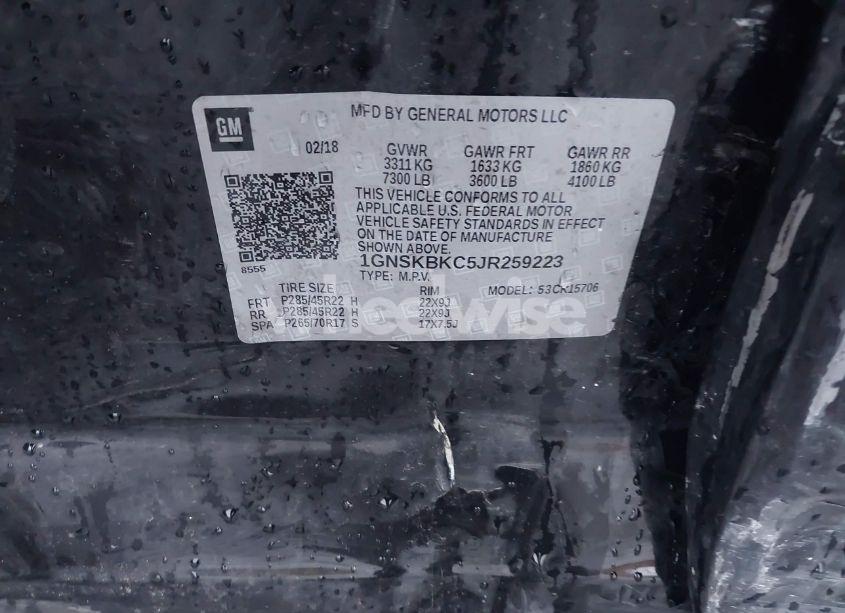 GM
MFD BY GENERAL MOTORS LLC
02/18 GVWR GAWR FRT GAWR RR
3311 KG 1633 KG 1860 KG
7300 LB 3600 LB 4100 LB
THIS VEHICLE CONFORMS TO ALL
APPLICABLE U.S. FEDERAL MOTOR
VEHICLE SAFETY STANDARDS IN EFFECT
ON THE DATE OF MANUFACTURE
SHOWN ABOVE.
8555
1GNSKBKC5JR259223
TYPE: M.P.V. MODEL: 53CK15706
TIRE SIZE RIM
FRT P285/45R22 H 22X9J
RR P285/45R22 H 22X9J
SPA P265/70R17 S 17X7.5J
wheelwise